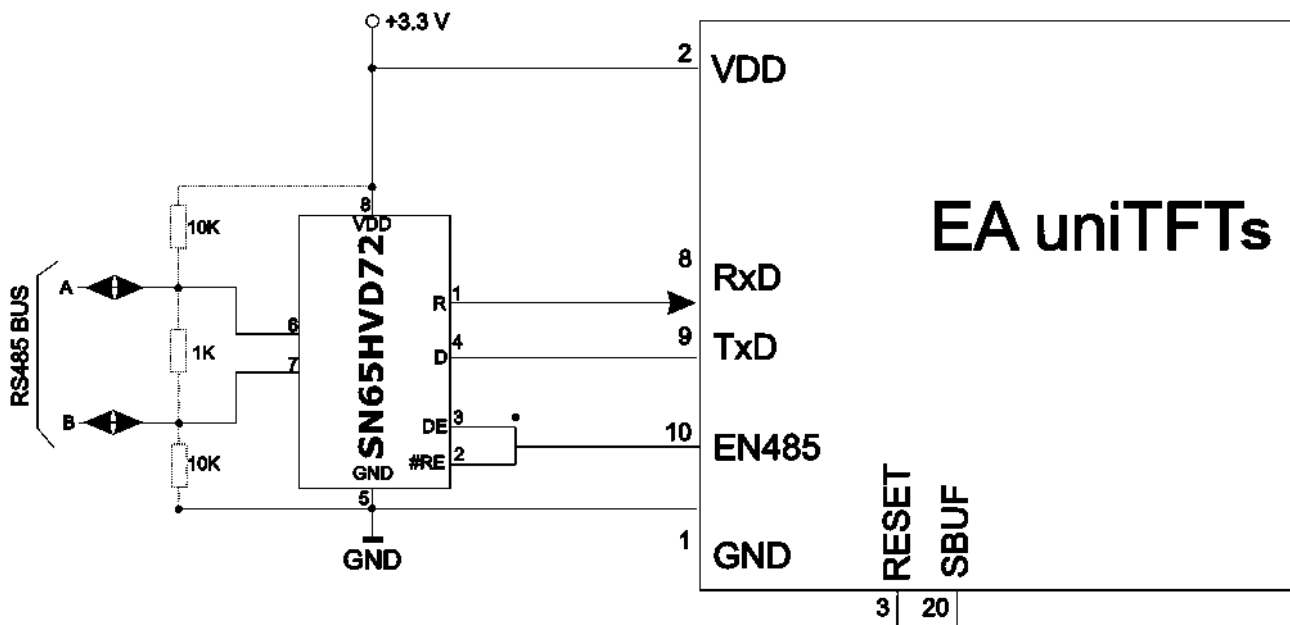 +3.3 V
2
VDD
8
VDD
10K
EA uniTFTs
SN65HVD72
RS485 BUS
A
8
RxD
R
1
6
9
TxD
1K
4
D
7
B
DE
3
10
EN485
10K
#RE
2
GND
5
1
GND
GND
RESET
SBUF
3
20